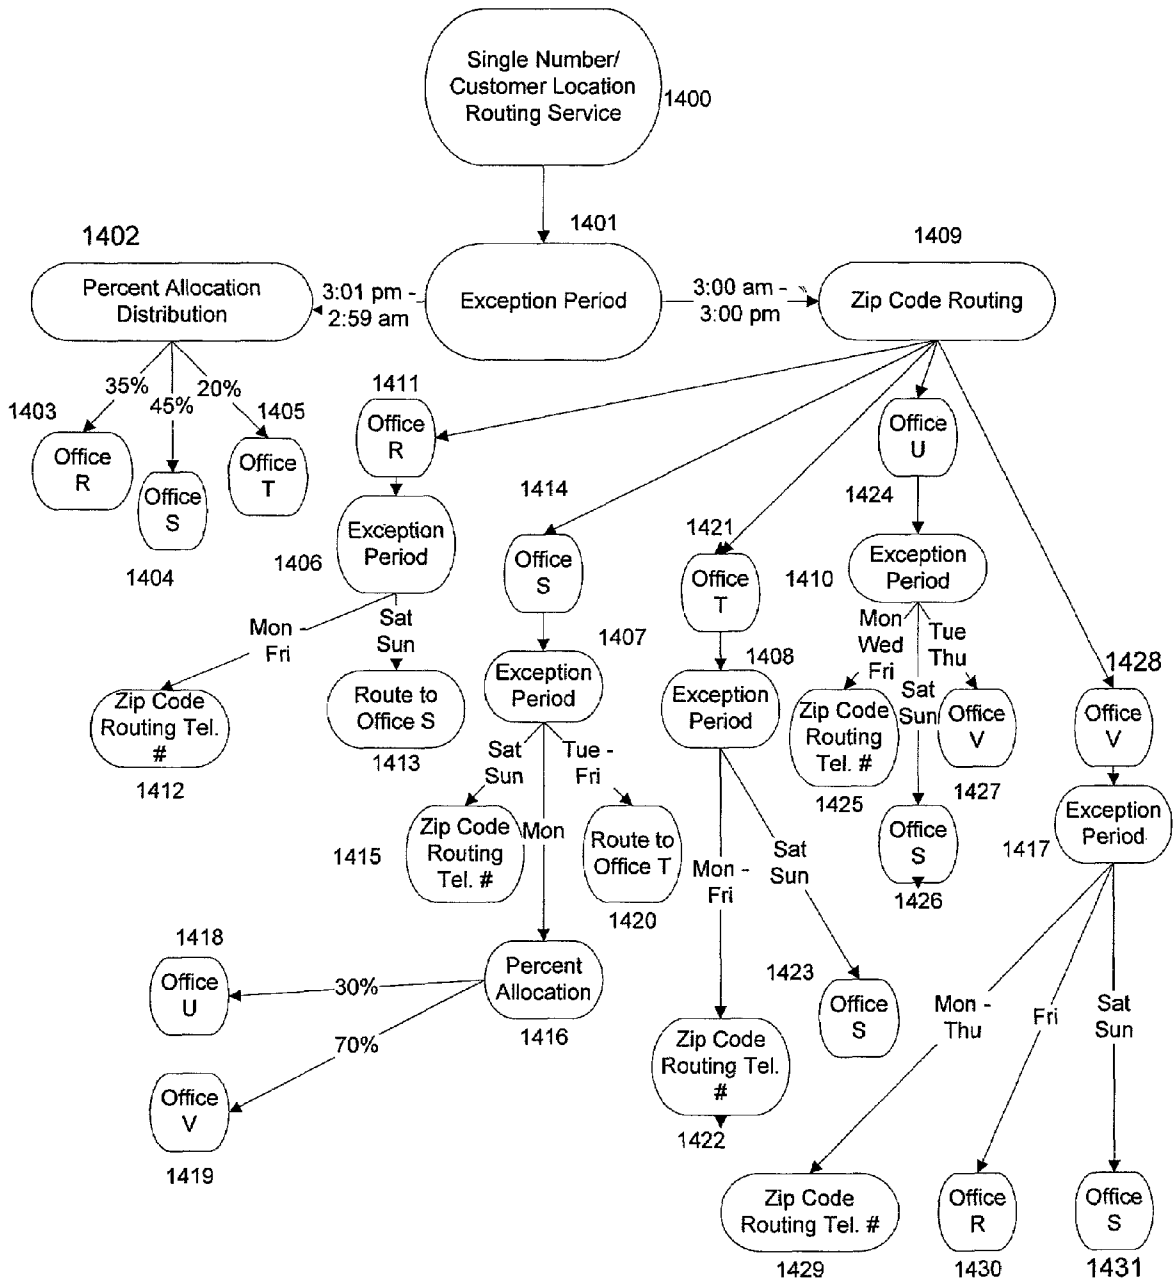 Single Number/
Customer Location
Routing Service
1400
1401
1402
1409
Percent Allocation
Distribution
3:01 pm -
2:59 am
Exception Period
3:00 am -
3:00 pm
Zip Code Routing
35%
45%
20%
1403
Office
R
Office
S
1404
1405
Office
T
1411
Office
R
1406
Exception
Period
Mon -
Fri
Sat
Sun
Zip Code
Routing Tel.
#
1412
Route to
Office S
1413
1414
Office
S
1407
Exception
Period
Sat
Sun
Mon
Tue -
Fri
1415
Zip Code
Routing
Tel. #
Route to
Office T
1420
Percent
Allocation
1416
1418
Office
U
30%
70%
Office
V
1419
1421
Office
T
1408
Exception
Period
Mon -
Fri
Sat
Sun
1423
Office
S
Zip Code
Routing Tel.
#
1422
Office
U
1424
1410
Exception
Period
Mon
Wed
Fri
Sat
Sun
Tue
Thu
Zip Code
Routing
Tel. #
1425
Office
S
1426
Office
V
1427
1428
Office
V
1417
Exception
Period
Mon -
Thu
Fri
Sat
Sun
Zip Code
Routing Tel. #
1429
Office
R
1430
Office
S
1431